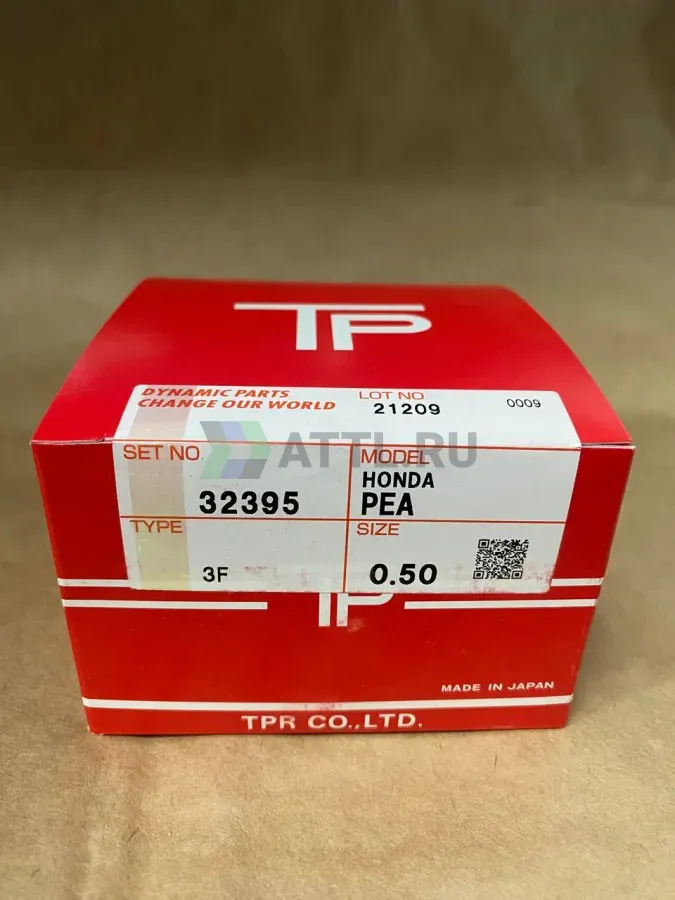 TP
DYNAMIC PARTS
CHANGE OUR WORLD
LOT NO
21209
0009
ATTL.RU
SET NO.
32395
MODEL
HONDA
PEA
TYPE
3F
SIZE
0.50
TP
MADE IN JAPAN
TPR CO.,LTD.